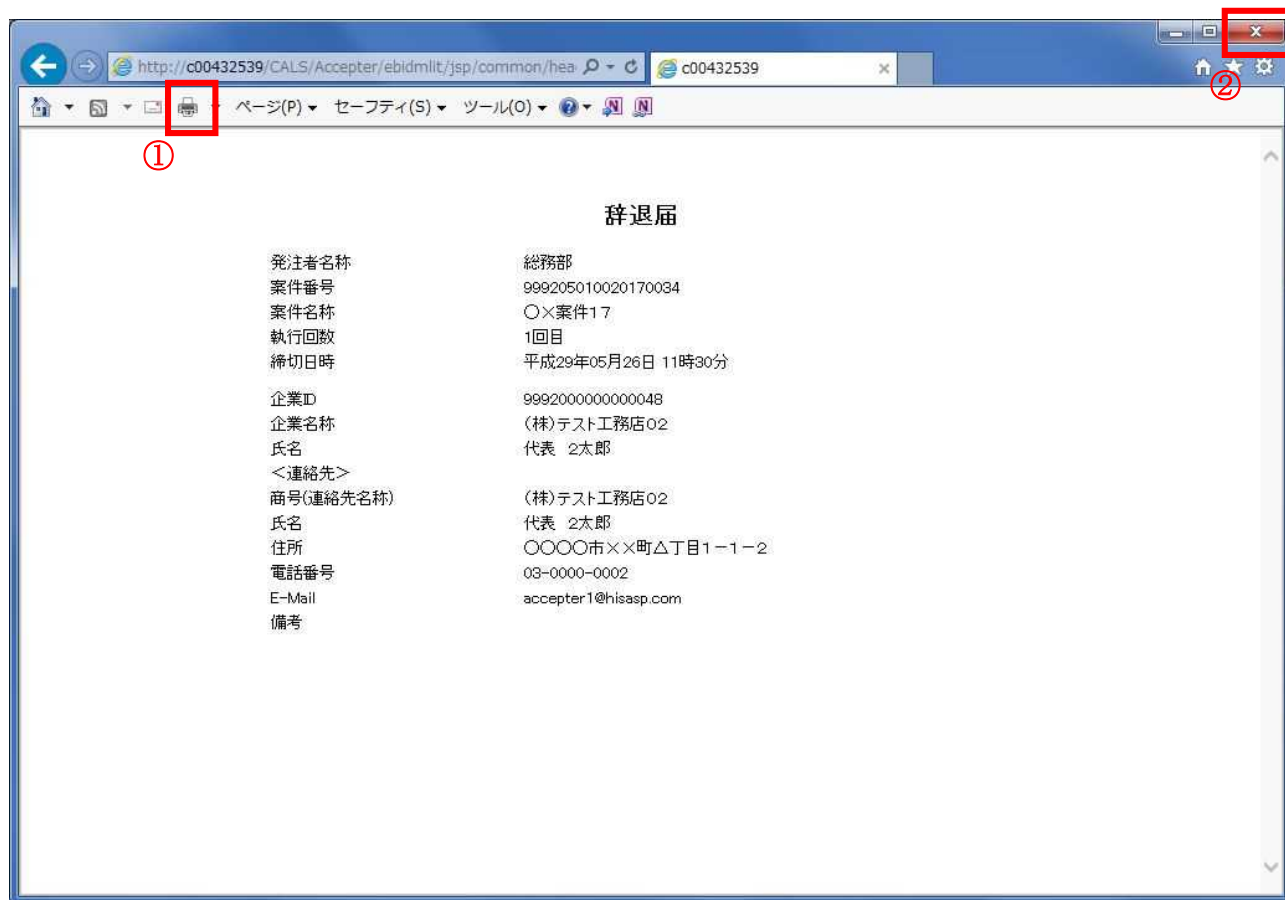 http://c00432539/CALS/Accepter/ebidmlit/jsp/common/hea
c00432539
②
ページ(P) セーフティ(S) ツール(O)
①
辞退届
発注者名称 総務部
案件番号 999205010020170034
案件名称 〇×案件17
執行回数 1回目
締切日時 平成29年05月26日 11時30分
企業ID 9992000000000048
企業名称 (株)テスト工務店02
氏名 代表 2太郎
<連絡先>
商号(連絡先名称) (株)テスト工務店02
氏名 代表 2太郎
住所 〇〇〇〇市××町△丁目1-1-2
電話番号 03-0000-0002
E-Mail accepter1@hisasp.com
備考